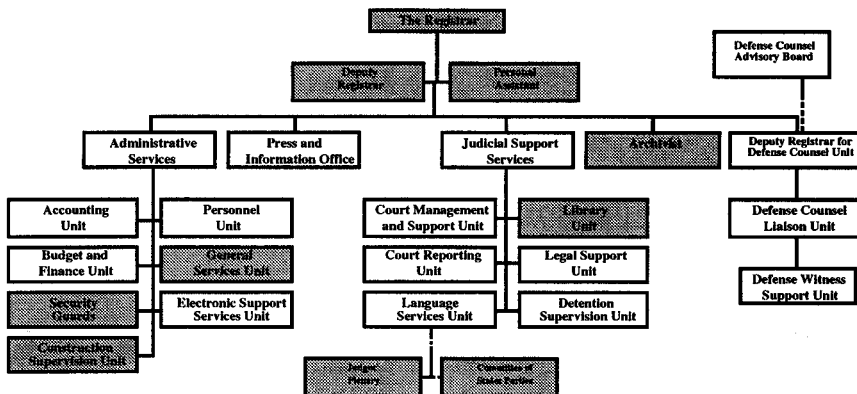 The Registrar
Defense Counsel
Advisory Board
Deputy
Registrar
Personal
Assistant
Administrative
Services
Press and
Information Office
Judicial Support
Services
Archivist
Deputy Registrar for
Defense Counsel Unit
Accounting
Unit
Personnel
Unit
Court Management
and Support Unit
Library
Unit
Defense Counsel
Liaison Unit
Budget and
Finance Unit
General
Services Unit
Court Reporting
Unit
Legal Support
Unit
Defense Witness
Support Unit
Security
Guards
Electronic Support
Services Unit
Language
Services Unit
Detention
Supervision Unit
Construction
Supervision Unit
Judges'
Plenary
Committee of
States Parties